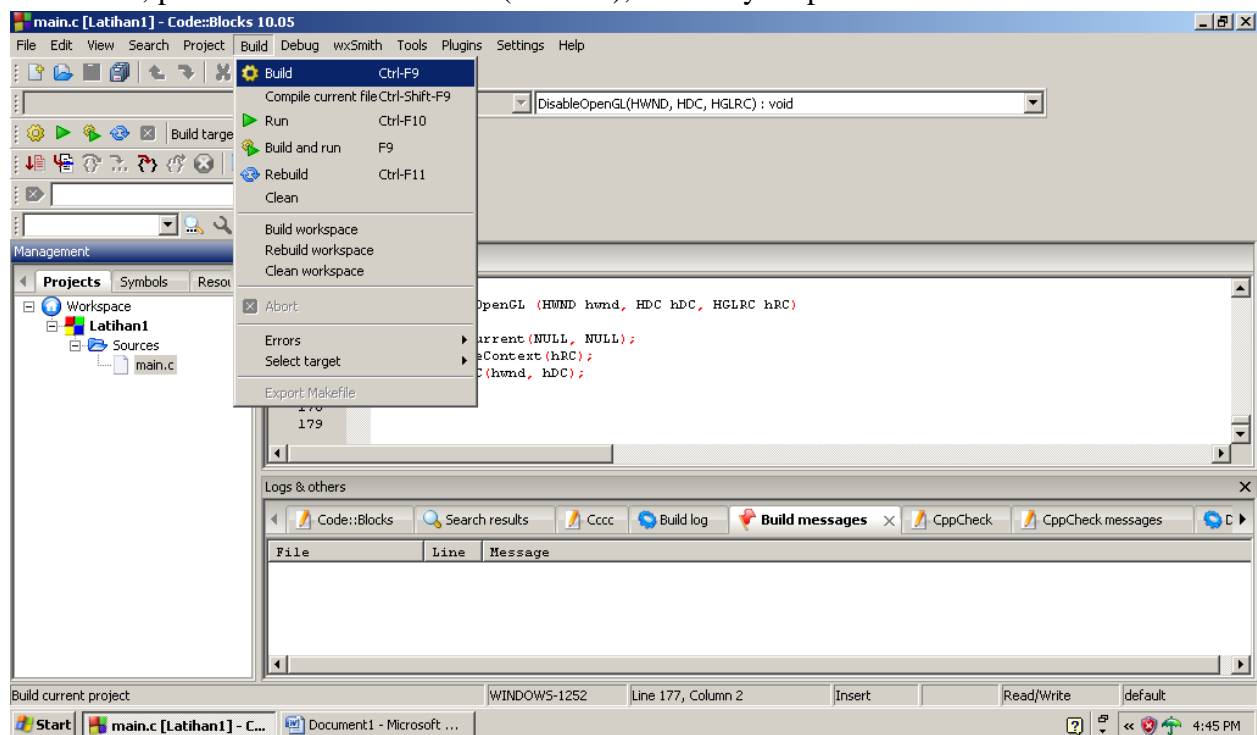 main.c [Latihan1] - Code::Blocks 10.05
File Edit View Search Project Build Debug wxSmith Tools Plugins Settings Help
Build Ctrl-F9
Compile current file Ctrl-Shift-F9
DisableOpenGL(HWND, HDC, HGLRC) : void
Run Ctrl-F10
Build targe
Build and run F9
Rebuild Ctrl-F11
Clean
Build workspace
Rebuild workspace
Clean workspace
Management
Projects Symbols Resou
Abort
Workspace
Latihan1
Sources
main.c
Errors
Select target
Export Makefile
OpenGL (HWND hwnd, HDC hDC, HGLRC hRC)
urrent(NULL, NULL);
eContext(hRC);
C(hwnd, hDC);
178
179
Logs & others
Code::Blocks Search results Cccc Build log Build messages CppCheck CppCheck messages
File Line Message
Build current project WINDOWS-1252 Line 177, Column 2 Insert Read/Write default
Start main.c [Latihan1] - C... Document1 - Microsoft ... 4:45 PM